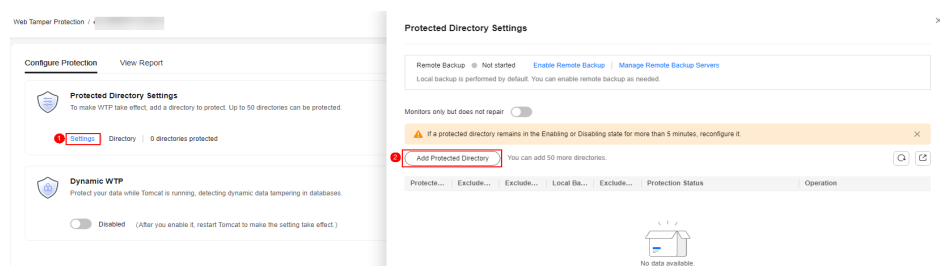 Web Tamper Protection /
Configure Protection
View Report
Protected Directory Settings
To make WTP take effect, add a directory to protect. Up to 50 directories can be protected.
1 Settings Directory 0 directories protected
Dynamic WTP
Protect your data while Tomcat is running, detecting dynamic data tampering in databases.
Disabled (After you enable it, restart Tomcat to make the setting take effect.)
Protected Directory Settings
Remote Backup Not started Enable Remote Backup Manage Remote Backup Servers
Local backup is performed by default. You can enable remote backup as needed.
Monitors only but does not repair
If a protected directory remains in the Enabling or Disabling state for more than 5 minutes, reconfigure it.
2 Add Protected Directory You can add 50 more directories.
Protecte... Exclude... Exclude... Local Ba... Exclude... Protection Status Operation
No data available.